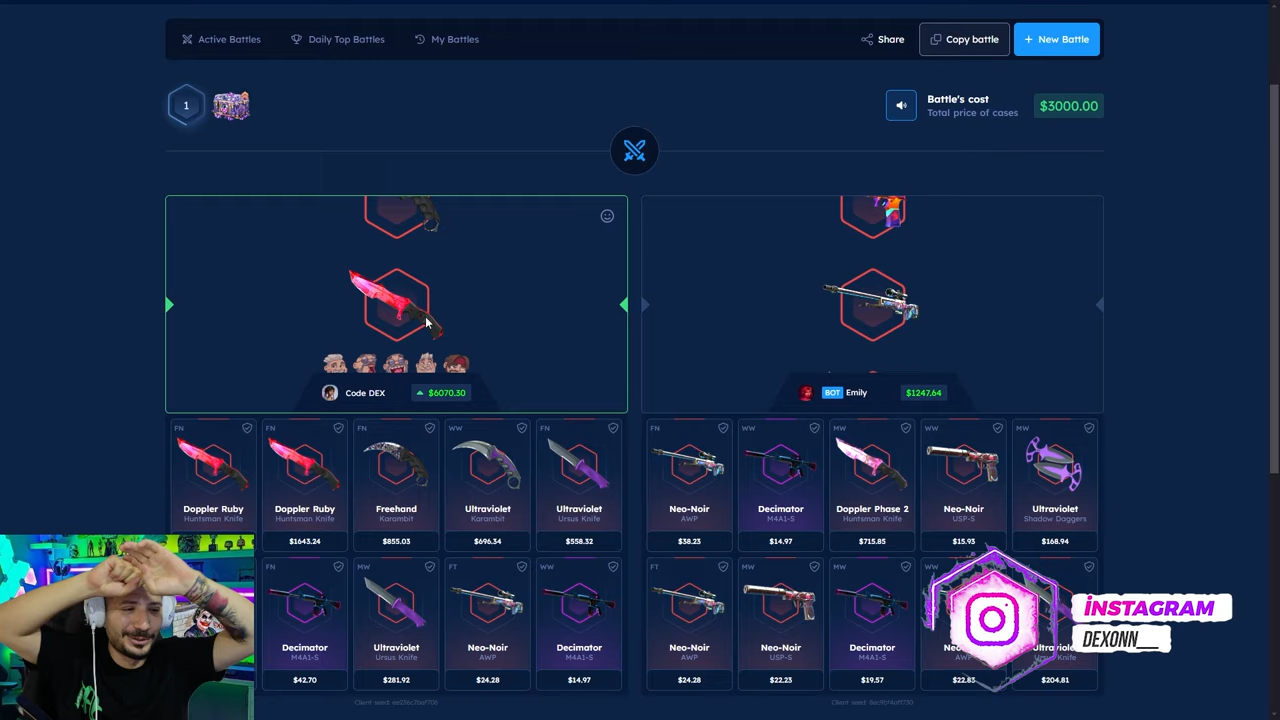 Active Battles
Daily Top Battles
My Battles
Share
Copy battle
+ New Battle
1
Battle's cost
Total price of cases
$3000.00
Code DEX
$6070.30
BOT Emily
$1247.64
FN
Doppler Ruby
Huntsman Knife
FN
Doppler Ruby
Huntsman Knife
$1643.24
FN
Freehand
Karambit
$855.03
WW
Ultraviolet
Karambit
$696.34
FN
Ultraviolet
Ursus Knife
$558.32
FN
Neo-Noir
AWP
$38.23
WW
Decimator
M4A1-S
$14.97
MW
Doppler Phase 2
Huntsman Knife
$715.85
WW
Neo-Noir
USP-S
$15.93
MW
Ultraviolet
Shadow Daggers
$168.94
FN
Decimator
M4A1-S
$42.70
MW
Ultraviolet
Ursus Knife
$281.92
FT
Neo-Noir
AWP
$24.28
WW
Decimator
M4A1-S
$14.97
FT
Neo-Noir
AWP
$24.28
MW
Neo-Noir
USP-S
$22.23
MW
Decimator
M4A1-S
$19.57
$22.83
$204.81
İNSTAGRAM
DEXONN__